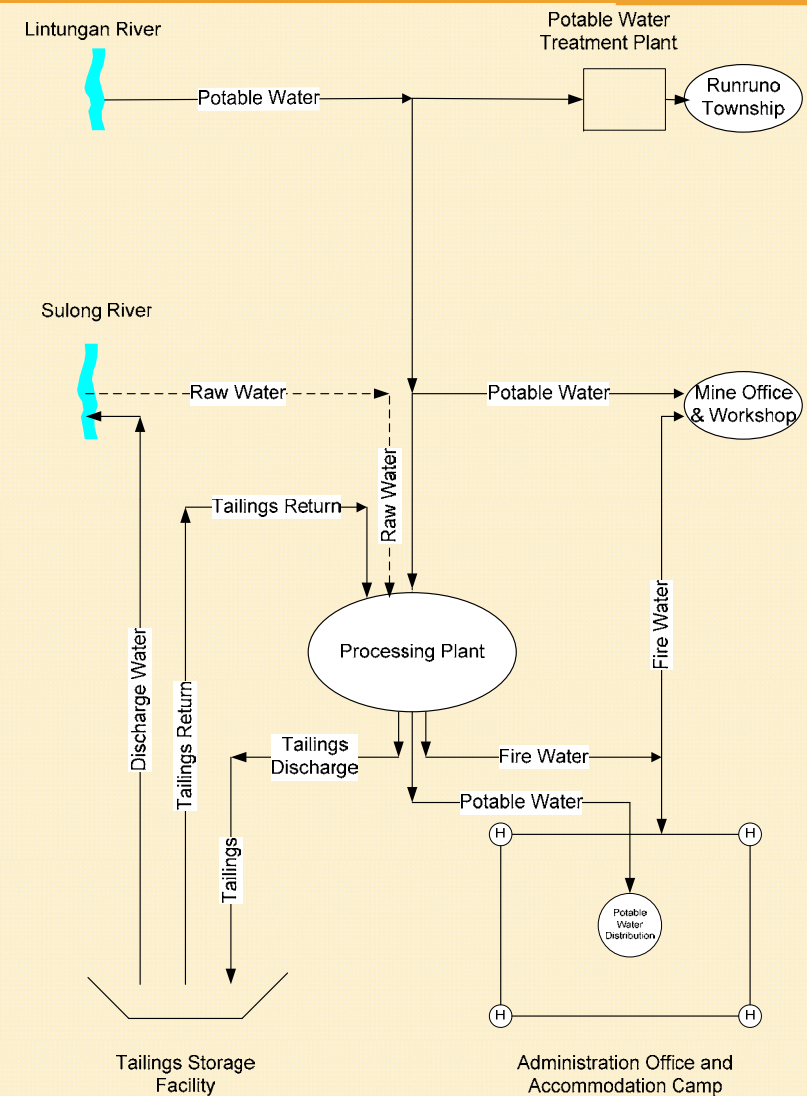 Lintungan River
Potable Water
Treatment Plant
Potable Water
Runruno
Township
Sulong River
Raw Water
Potable Water
Mine Office
& Workshop
Raw Water
Tailings Return
Fire Water
Processing Plant
Discharge Water
Tailings Return
Tailings
Discharge
Fire Water
Potable Water
Tailings
H
H
Potable
Water
Distribution
H
H
Tailings Storage
Facility
Administration Office and
Accommodation Camp